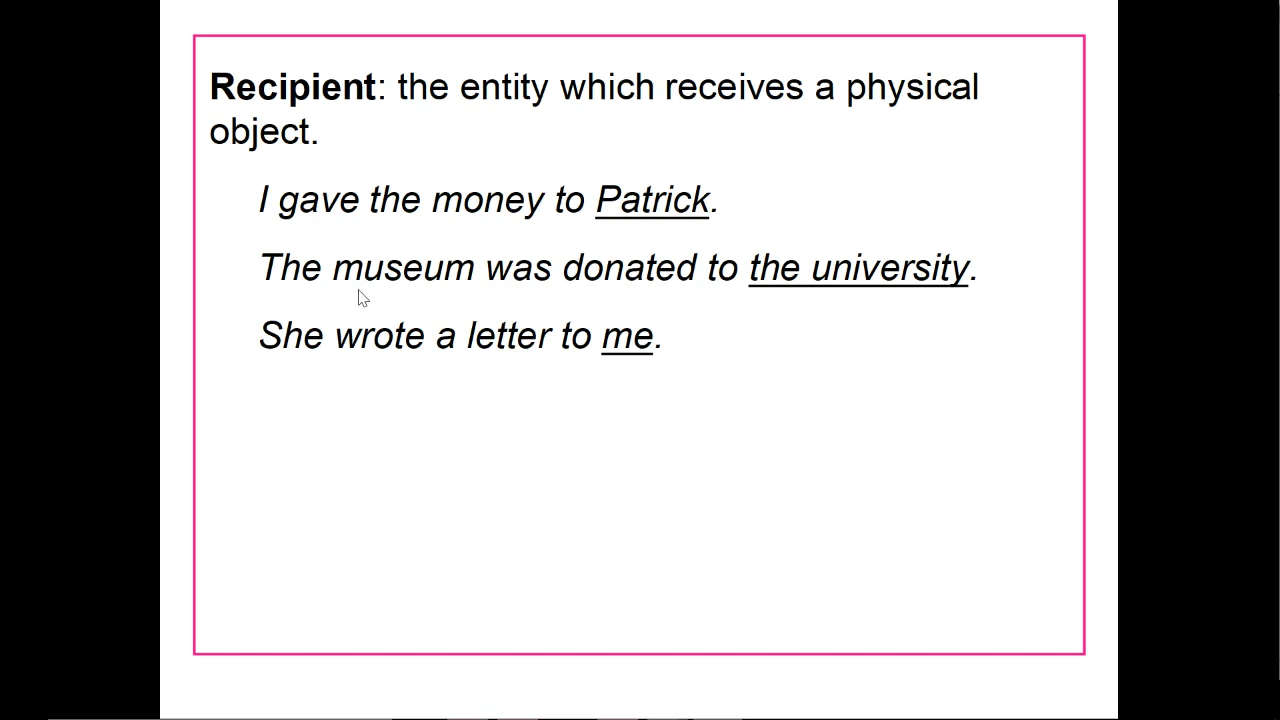 Recipient: the entity which receives a physical
object.
I gave the money to Patrick.
The museum was donated to the university.
She wrote a letter to me.